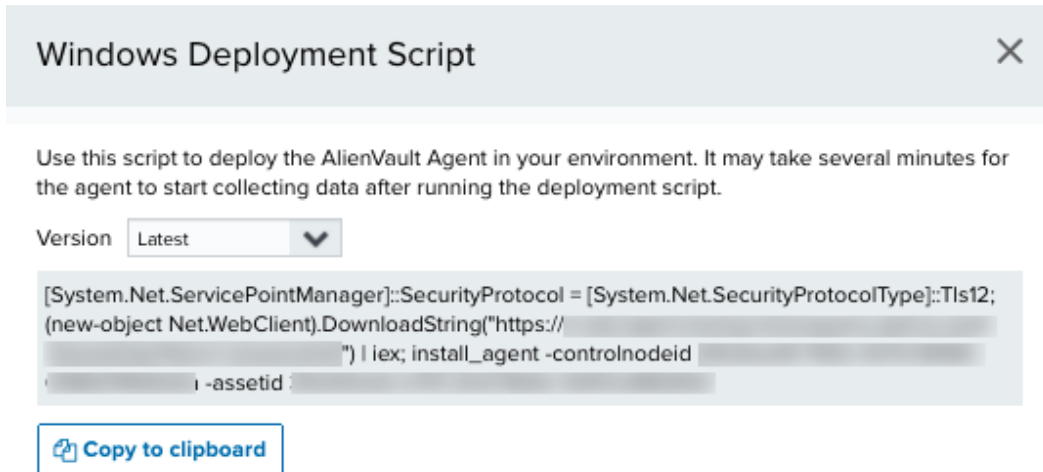 Windows Deployment Script
Use this script to deploy the AlienVault Agent in your environment. It may take several minutes for
the agent to start collecting data after running the deployment script.
Version Latest
[System.Net.ServicePointManager]::SecurityProtocol = [System.Net.SecurityProtocolType]::Tls12;
(new-object Net.WebClient).DownloadString("https://
") | iex; install_agent -controlnodeid
-assetid
Copy to clipboard